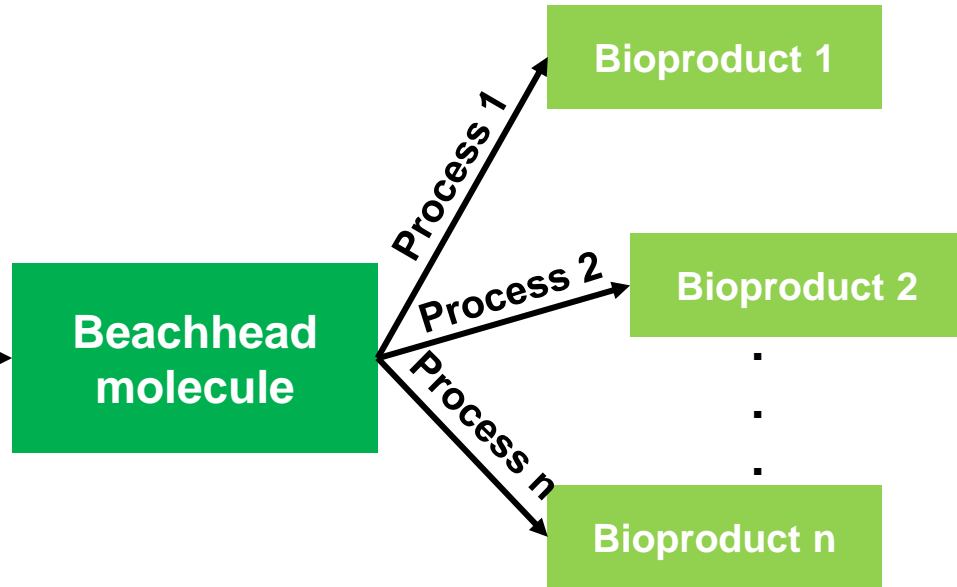 Bioproduct 1
Process 1
Process 2
Bioproduct 2
Beachhead
molecule
Process n
.
.
.
Bioproduct n